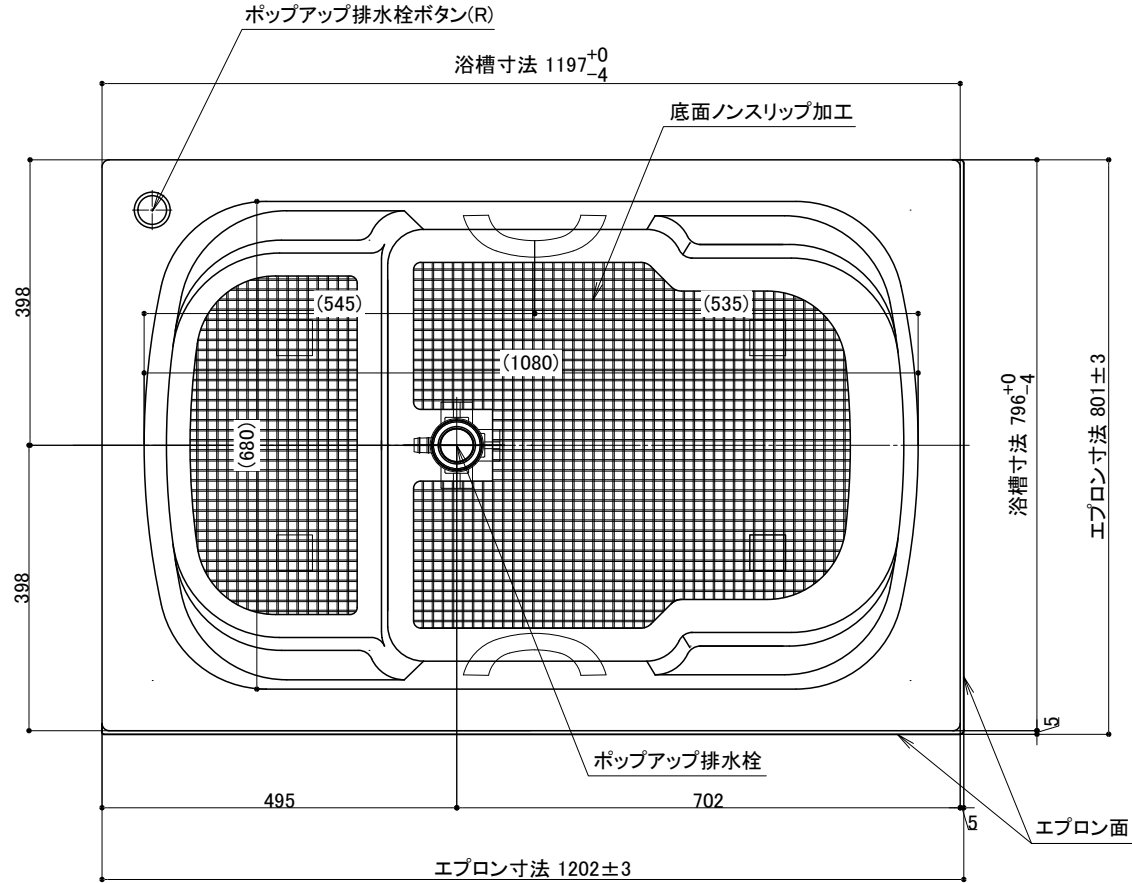 ポップアップ排水栓ボタン(R)
浴槽寸法 1197 +0 -4
底面ノンスリップ加工
398
(545)
(535)
(1080)
(680)
398
浴槽寸法 796 +0 -4
エプロン寸法 801±3
5
ポップアップ排水栓
495
702
5
エプロン面
エプロン寸法 1202±3